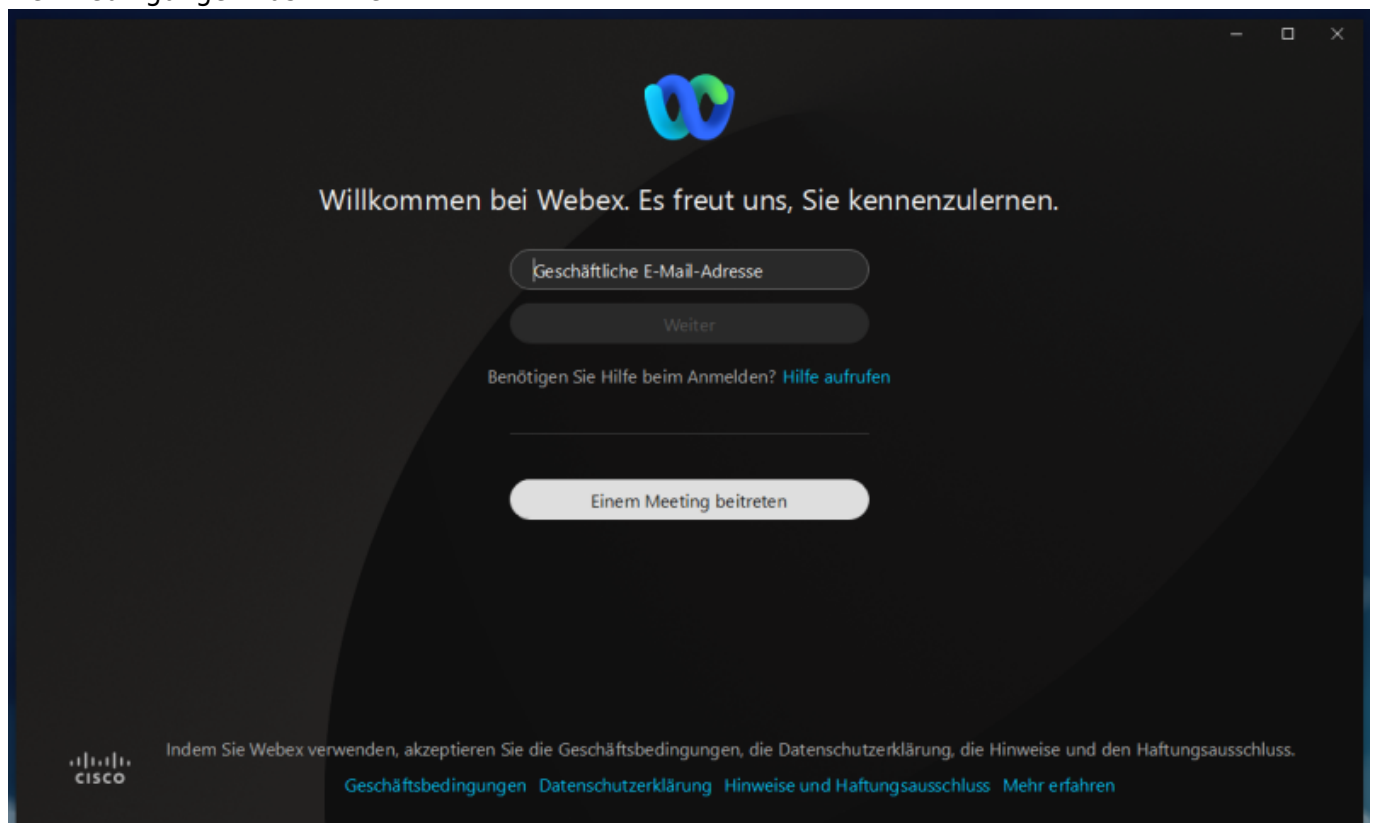 Willkommen bei Webex. Es freut uns, Sie kennenzulernen.
Geschäftliche E-Mail-Adresse
Weiter
Benötigen Sie Hilfe beim Anmelden? Hilfe aufrufen
Einem Meeting beitreten
Indem Sie Webex verwenden, akzeptieren Sie die Geschäftsbedingungen, die Datenschutzerklärung, die Hinweise und den Haftungsausschluss.
CISCO
Geschäftsbedingungen Datenschutzerklärung Hinweise und Haftungsausschluss Mehr erfahren